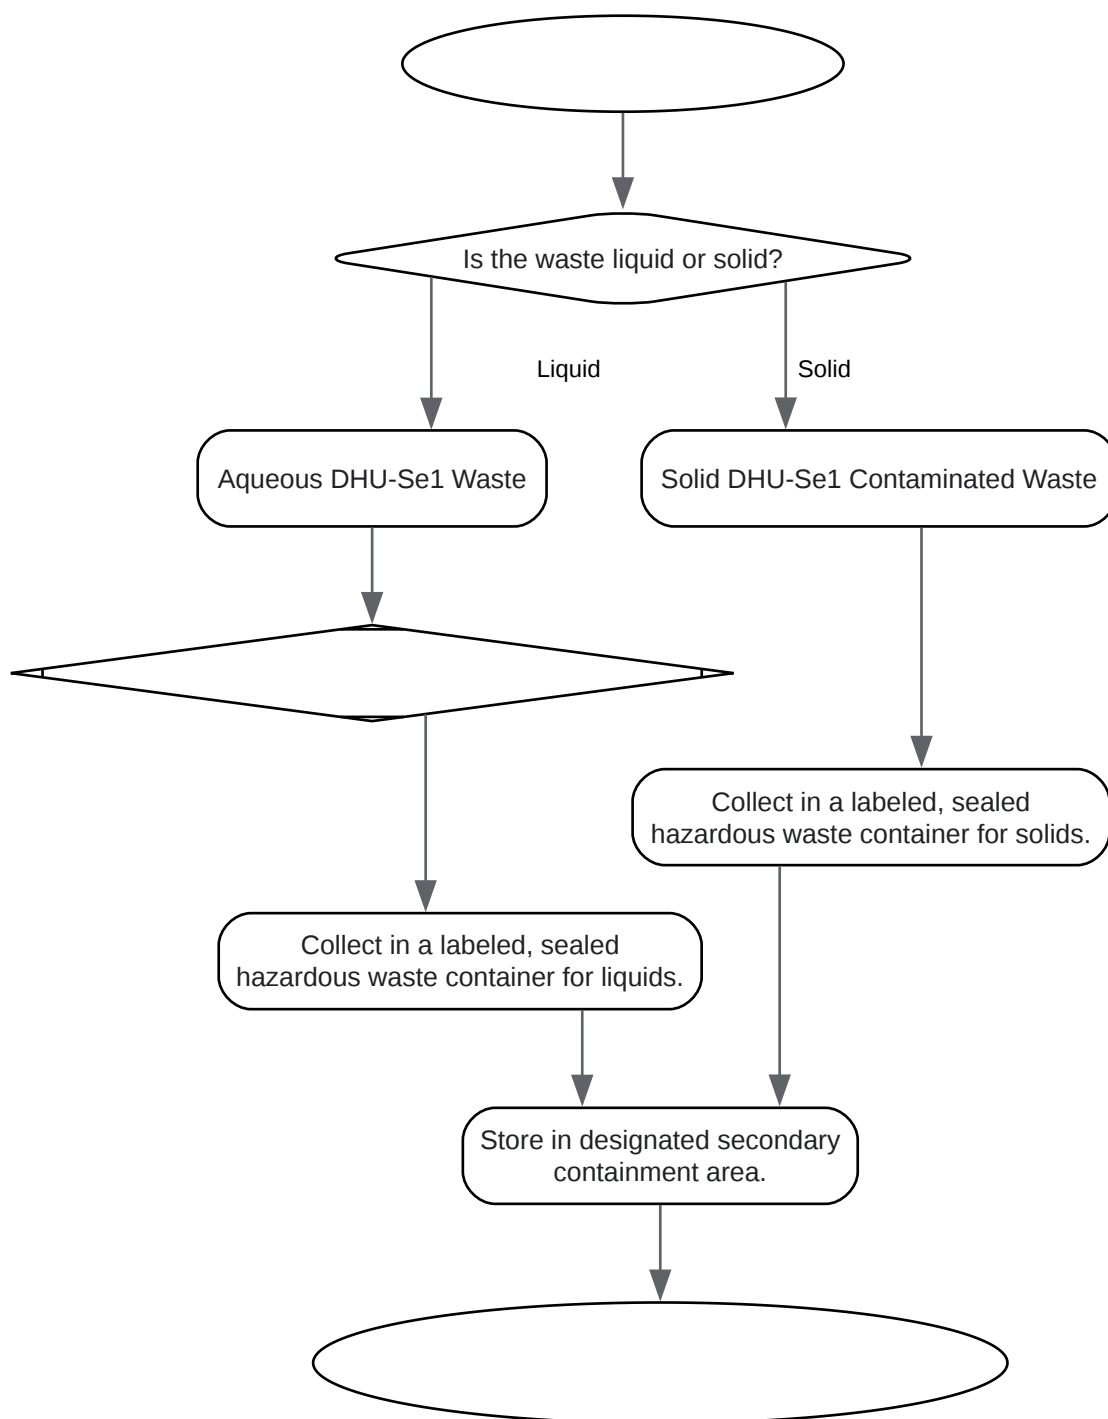 Is the waste liquid or solid?
Liquid
Solid
Aqueous DHU-Se1 Waste
Solid DHU-Se1 Contaminated Waste
Collect in a labeled, sealed
hazardous waste container for solids.
Collect in a labeled, sealed
hazardous waste container for liquids.
Store in designated secondary
containment area.